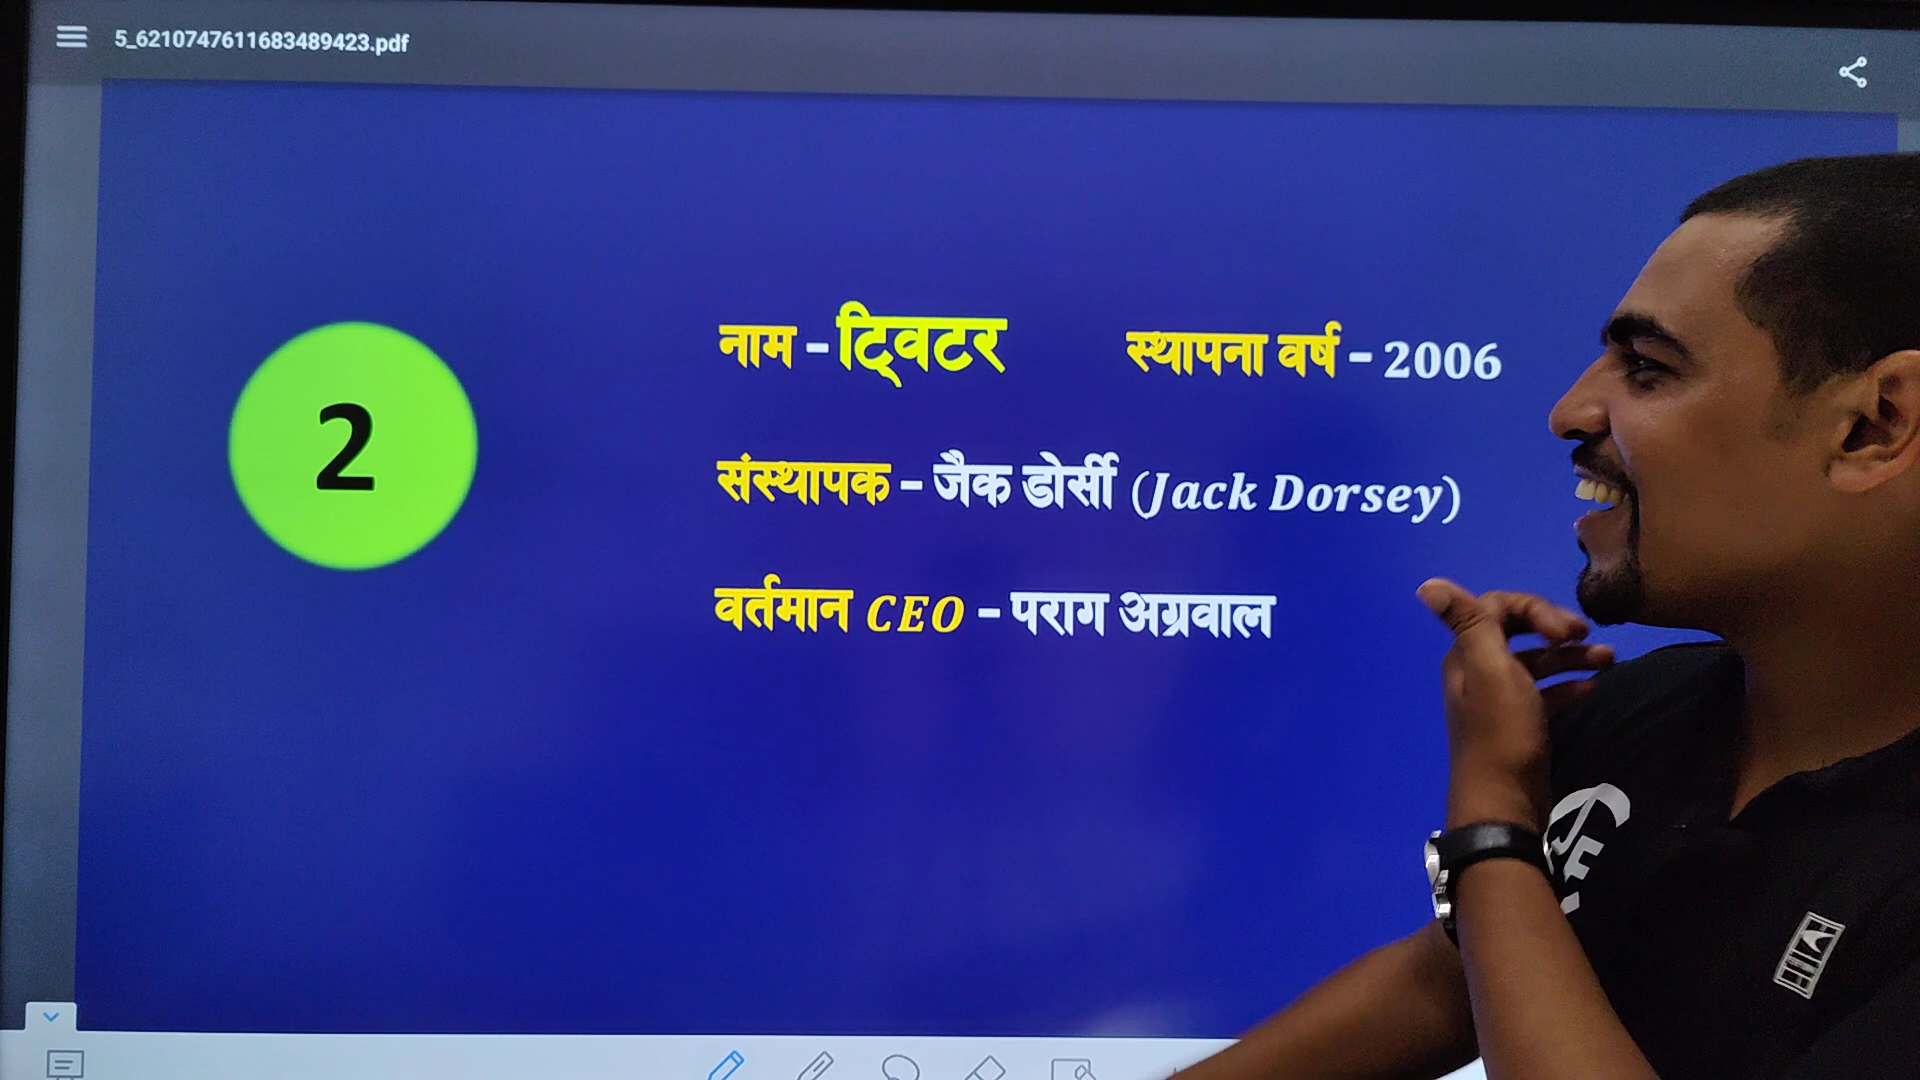 5_6210747611683489423.pdf
2
नाम – ट्विटर स्थापना वर्ष – 2006
संस्थापक – जैक डोर्सी (Jack Dorsey)
वर्तमान CEO – पराग अग्रवाल